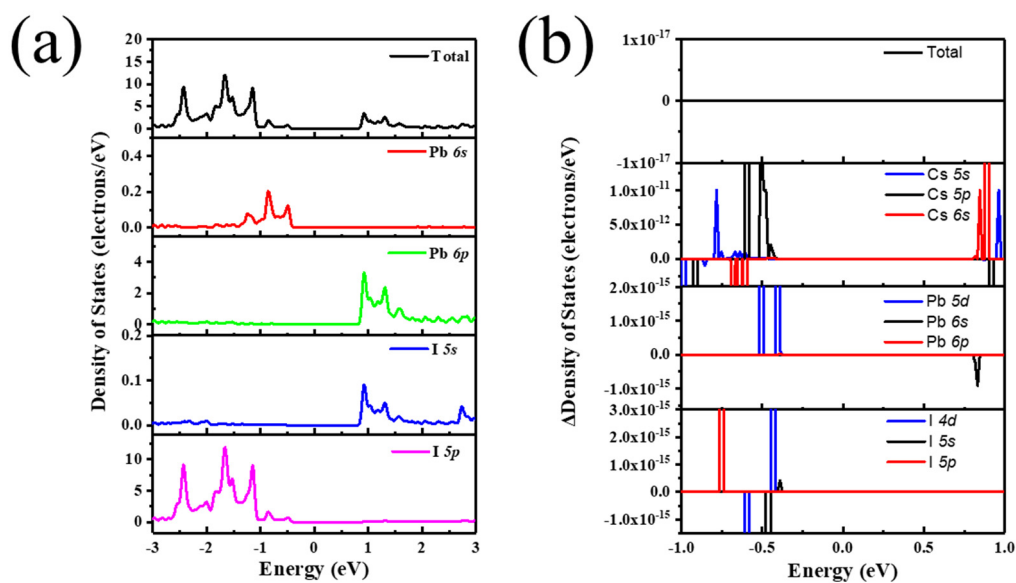 (a)
Density of States (electrons/eV)
20
15
10
5
0
Total
0.4
0.2
0.0
Pb 6s
4
2
0
Pb 6p
0.2
0.1
0.0
I 5s
10
5
0
I 5p
-3 -2 -1 0 1 2 3
Energy (eV)
(b)
ΔDensity of States (electrons/eV)
1x10-17
0
-1x10-17
Total
1.0x10-11
5.0x10-12
0.0
Cs 5s
Cs 5p
Cs 6s
2.0x10-15
1.0x10-15
0.0
-1.0x10-15
Pb 5d
Pb 6s
Pb 6p
3.0x10-15
2.0x10-15
1.0x10-15
0.0
-1.0x10-15
I 4d
I 5s
I 5p
-1.0 -0.5 0.0 0.5 1.0
Energy (eV)